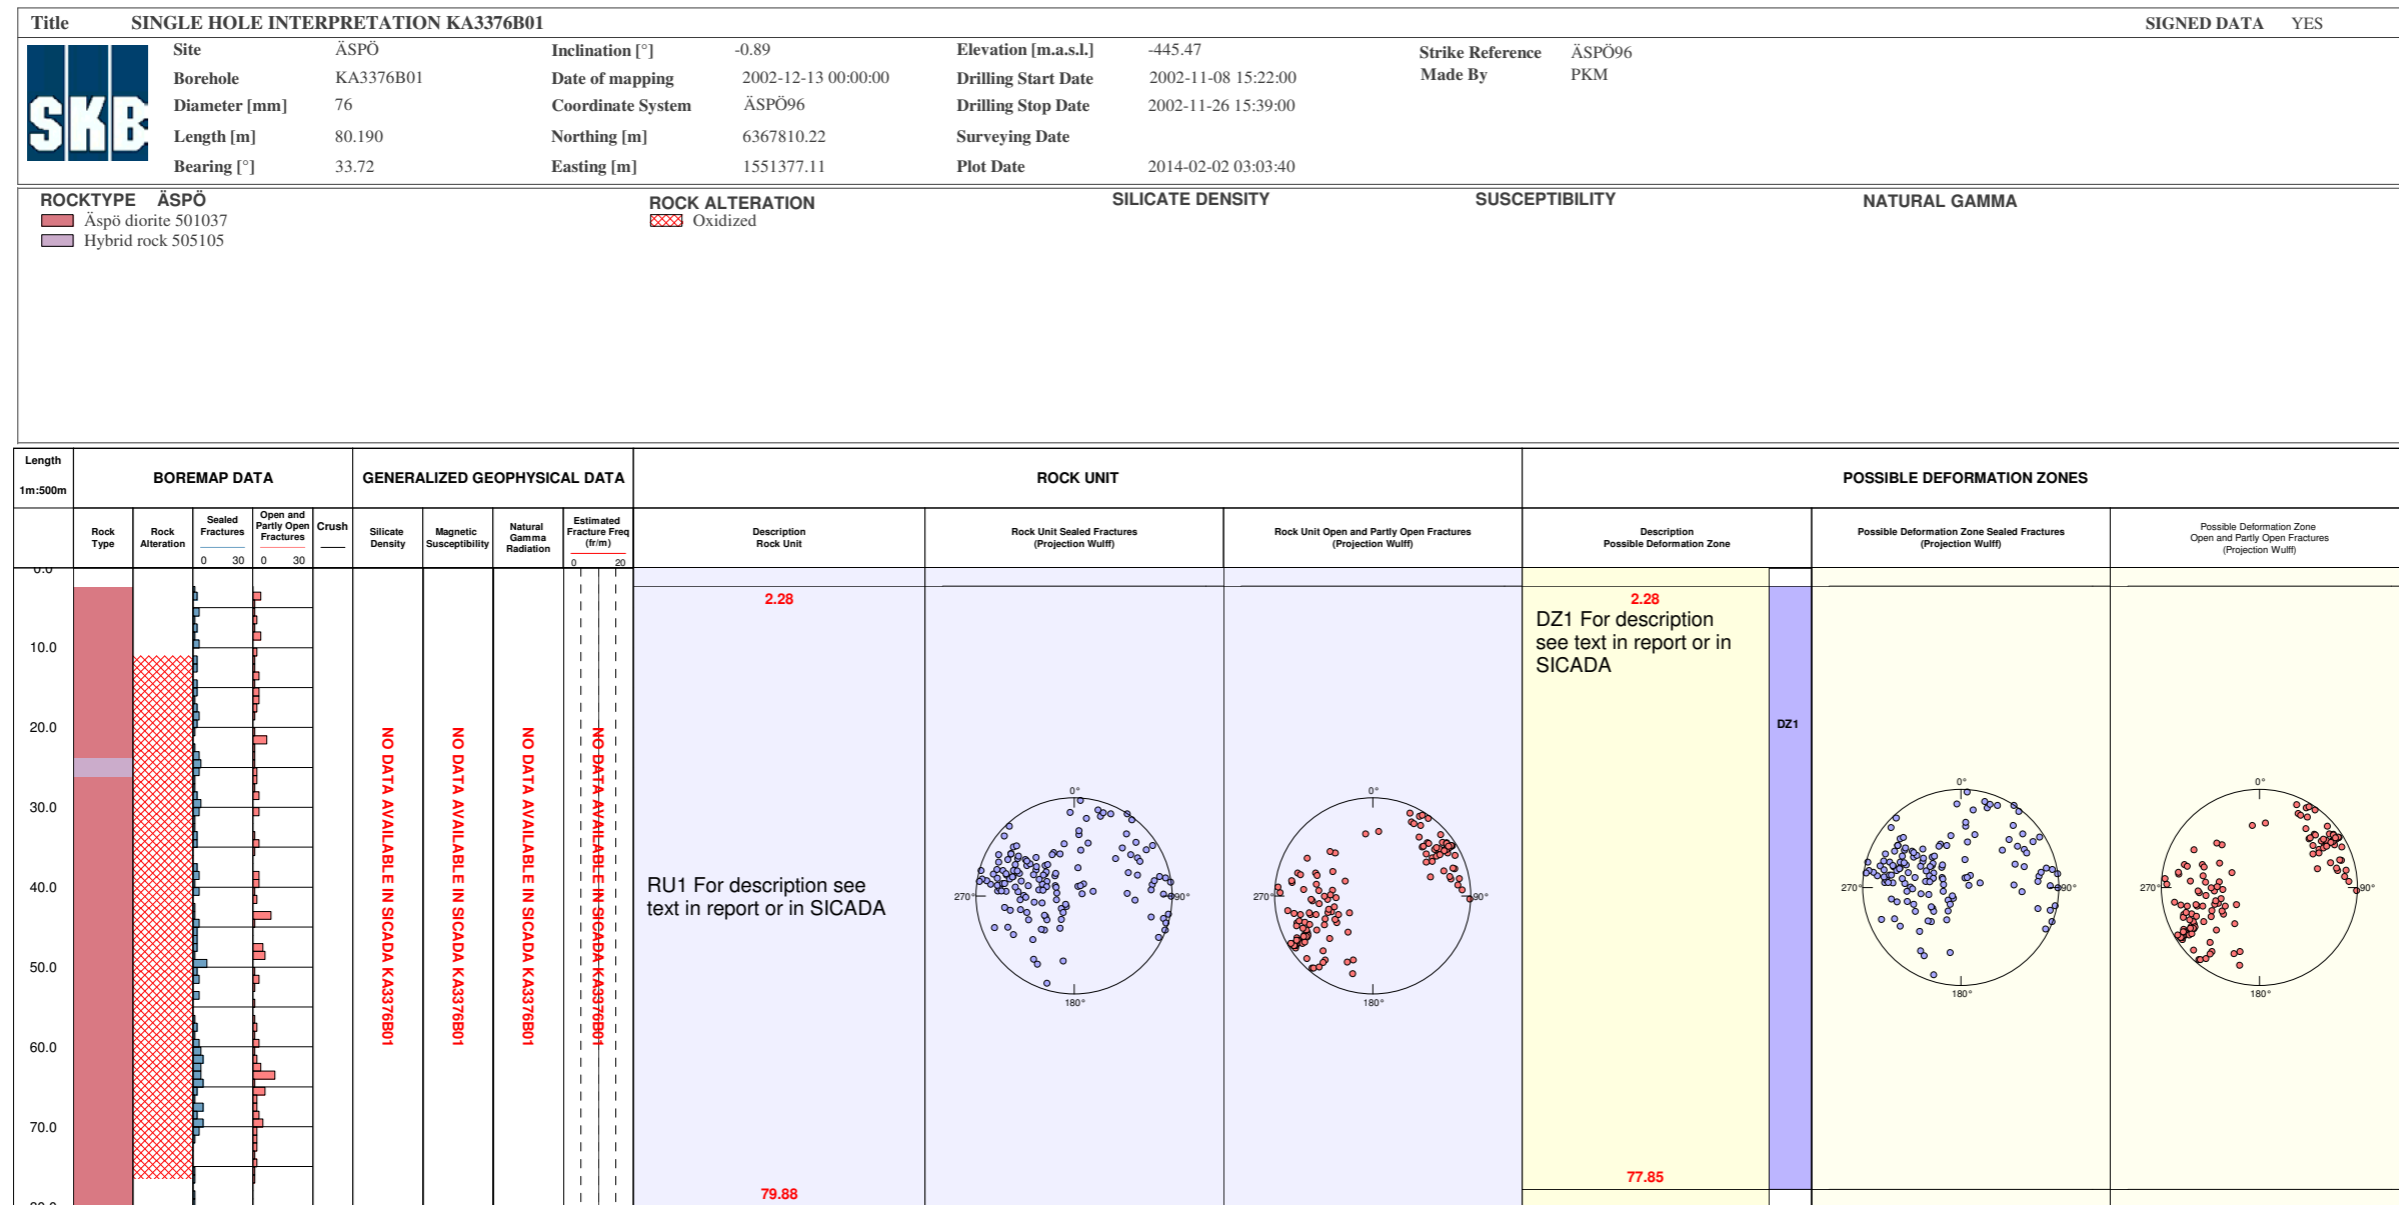 Title SINGLE HOLE INTERPRETATION KA3376B01 SIGNED DATA YES
SKB
Site ÄSPÖ Inclination [°] -0.89 Elevation [m.a.s.l.] -445.47 Strike Reference ÄSPÖ96
Borehole KA3376B01 Date of mapping 2002-12-13 00:00:00 Drilling Start Date 2002-11-08 15:22:00 Made By PKM
Diameter [mm] 76 Coordinate System ÄSPÖ96 Drilling Stop Date 2002-11-26 15:39:00
Length [m] 80.190 Northing [m] 6367810.22 Surveying Date
Bearing [°] 33.72 Easting [m] 1551377.11 Plot Date 2014-02-02 03:03:40
ROCKTYPE ÄSPÖ ROCK ALTERATION SILICATE DENSITY SUSCEPTIBILITY NATURAL GAMMA
Äspö diorite 501037 Oxidized
Hybrid rock 505105
Length
1m:500m
BOREMAP DATA GENERALIZED GEOPHYSICAL DATA ROCK UNIT POSSIBLE DEFORMATION ZONES
Rock
Type
Rock
Alteration
Sealed
Fractures
0 30
Open and
Partly Open
Fractures
0 30
Crush
Silicate
Density
Magnetic
Susceptibility
Natural
Gamma
Radiation
Estimated
Fracture Freq
(fr/m)
0 20
Description
Rock Unit
Rock Unit Sealed Fractures
(Projection Wulff)
Rock Unit Open and Partly Open Fractures
(Projection Wulff)
Description
Possible Deformation Zone
Possible Deformation Zone Sealed Fractures
(Projection Wulff)
Possible Deformation Zone
Open and Partly Open Fractures
(Projection Wulff)
0.0
10.0
20.0
30.0
40.0
50.0
60.0
70.0
NO DATA AVAILABLE IN SICADA KA3376B01
NO DATA AVAILABLE IN SICADA KA3376B01
NO DATA AVAILABLE IN SICADA KA3376B01
NO DATA AVAILABLE IN SICADA KA3376B01
2.28
RU1 For description see
text in report or in SICADA
79.88
0°
270° 90°
180°
0°
270° 90°
180°
2.28
DZ1 For description
see text in report or in
SICADA
77.85
DZ1
0°
270° 90°
180°
0°
270° 90°
180°